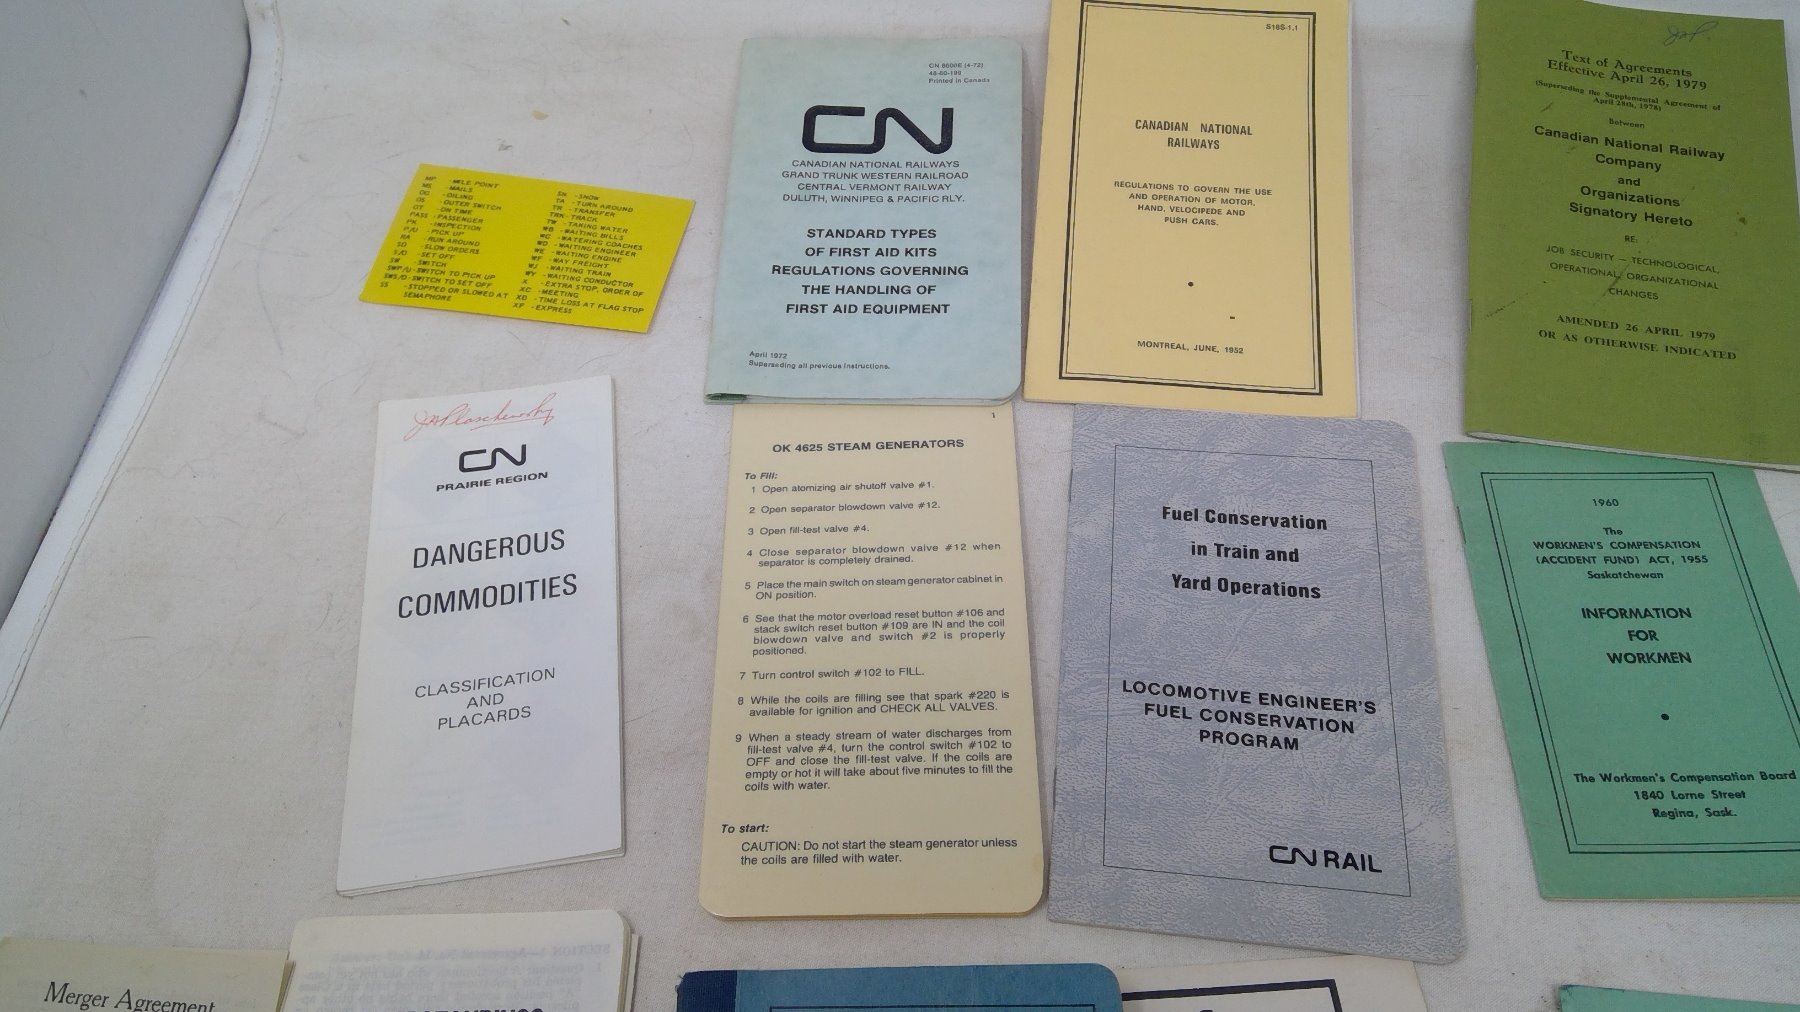 MP -MILE POINT
MS -MAILS
OG -OILING
OS -OUTER SWITCH
OT -ON TIME
PASS -PASSENGER
PN -INSPECTION
P/U -PICK UP
RA -RUN AROUND
SO -SLOW ORDERS
S/O -SET OFF
SW -SWITCH
SWP/U-SWITCH TO PICK UP
SWS/O-SWITCH TO SET OFF
SS -STOPPED OR SLOWED AT
SEMAPHORE
SN -SNOW
TA -TURN AROUND
TR -TRANSFER
TRK-TRACK
TW -TAKING WATER
WB -WAITING BILLS
WC -WATERING COACHES
WD -WAITING ENGINEER
WE -WAITING ENGINE
WF -WAY FREIGHT
WJ -WAITING TRAIN
WY -WAITING CONDUCTOR
X -EXTRA STOP, ORDER OF
XC -MEETING
XD -TIME LOSS AT FLAG STOP
XP -EXPRESS
CN 8600E (4-72)
48-60-199
Printed in Canada
CN
CANADIAN NATIONAL RAILWAYS
GRAND TRUNK WESTERN RAILROAD
CENTRAL VERMONT RAILWAY
DULUTH, WINNIPEG & PACIFIC RLY.
STANDARD TYPES
OF FIRST AID KITS
REGULATIONS GOVERNING
THE HANDLING OF
FIRST AID EQUIPMENT
April 1972
Superseding all previous instructions.
S18S-1.1
CANADIAN NATIONAL
RAILWAYS
REGULATIONS TO GOVERN THE USE
AND OPERATION OF MOTOR,
HAND, VELOCIPEDE AND
PUSH CARS.
MONTREAL, JUNE, 1952
Text of Agreements
Effective April 26, 1979
(Superseding the Supplemental Agreement of
April 28th, 1978)
Between
Canadian National Railway
Company
and
Organizations
Signatory Hereto
RE:
JOB SECURITY — TECHNOLOGICAL,
OPERATIONAL, ORGANIZATIONAL
CHANGES
AMENDED 26 APRIL 1979
OR AS OTHERWISE INDICATED
CN
PRAIRIE REGION
DANGEROUS
COMMODITIES
CLASSIFICATION
AND
PLACARDS
1
OK 4625 STEAM GENERATORS
To Fill:
1 Open atomizing air shutoff valve #1.
2 Open separator blowdown valve #12.
3 Open fill-test valve #4.
4 Close separator blowdown valve #12 when
separator is completely drained.
5 Place the main switch on steam generator cabinet in
ON position.
6 See that the motor overload reset button #106 and
stack switch reset button #109 are IN and the coil
blowdown valve and switch #2 is properly
positioned.
7 Turn control switch #102 to FILL.
8 While the coils are filling see that spark #220 is
available for ignition and CHECK ALL VALVES.
9 When a steady stream of water discharges from
fill-test valve #4, turn the control switch #102 to
OFF and close the fill-test valve. If the coils are
empty or hot it will take about five minutes to fill the
coils with water.
To start:
CAUTION: Do not start the steam generator unless
the coils are filled with water.
Fuel Conservation
in Train and
Yard Operations
LOCOMOTIVE ENGINEER'S
FUEL CONSERVATION
PROGRAM
CN RAIL
1960
The
WORKMEN'S COMPENSATION
(ACCIDENT FUND) ACT, 1955
Saskatchewan
INFORMATION
FOR
WORKMEN
The Workmen's Compensation Board
1840 Lorne Street
Regina, Sask.
Merger Agreement